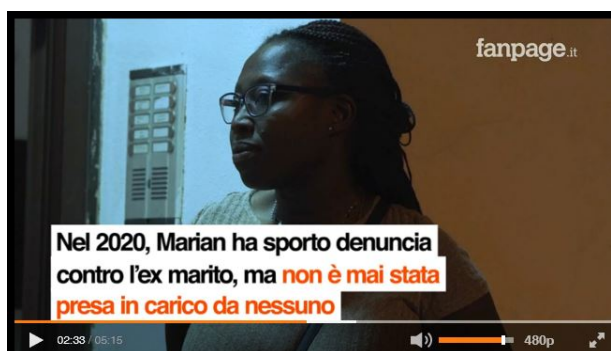 fanpage.it
Nel 2020, Marian ha sporto denuncia
contro l'ex marito, ma non è mai stata
presa in carico da nessuno
02:33 / 05:15
480p